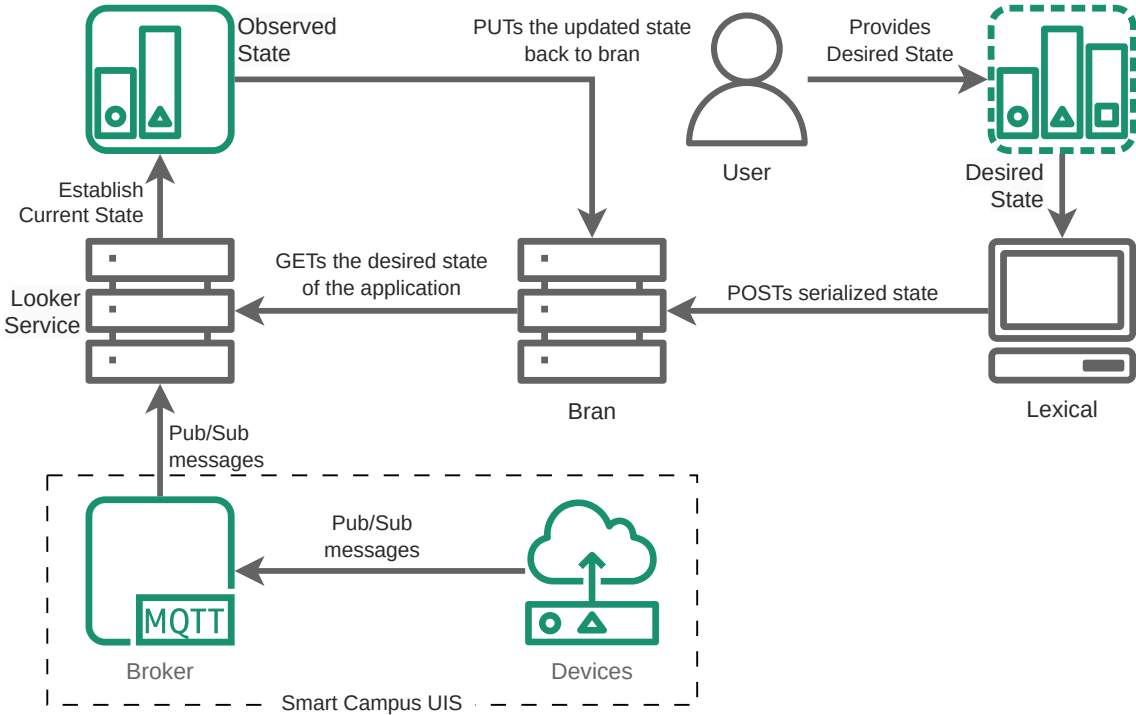 Observed
State
PUTs the updated state
back to bran
Provides
Desired State
User
Desired
State
Establish
Current State
GETs the desired state
of the application
POSTs serialized state
Looker
Service
Bran
Lexical
Pub/Sub
messages
Pub/Sub
messages
MQTT
Broker
Devices
Smart Campus UIS